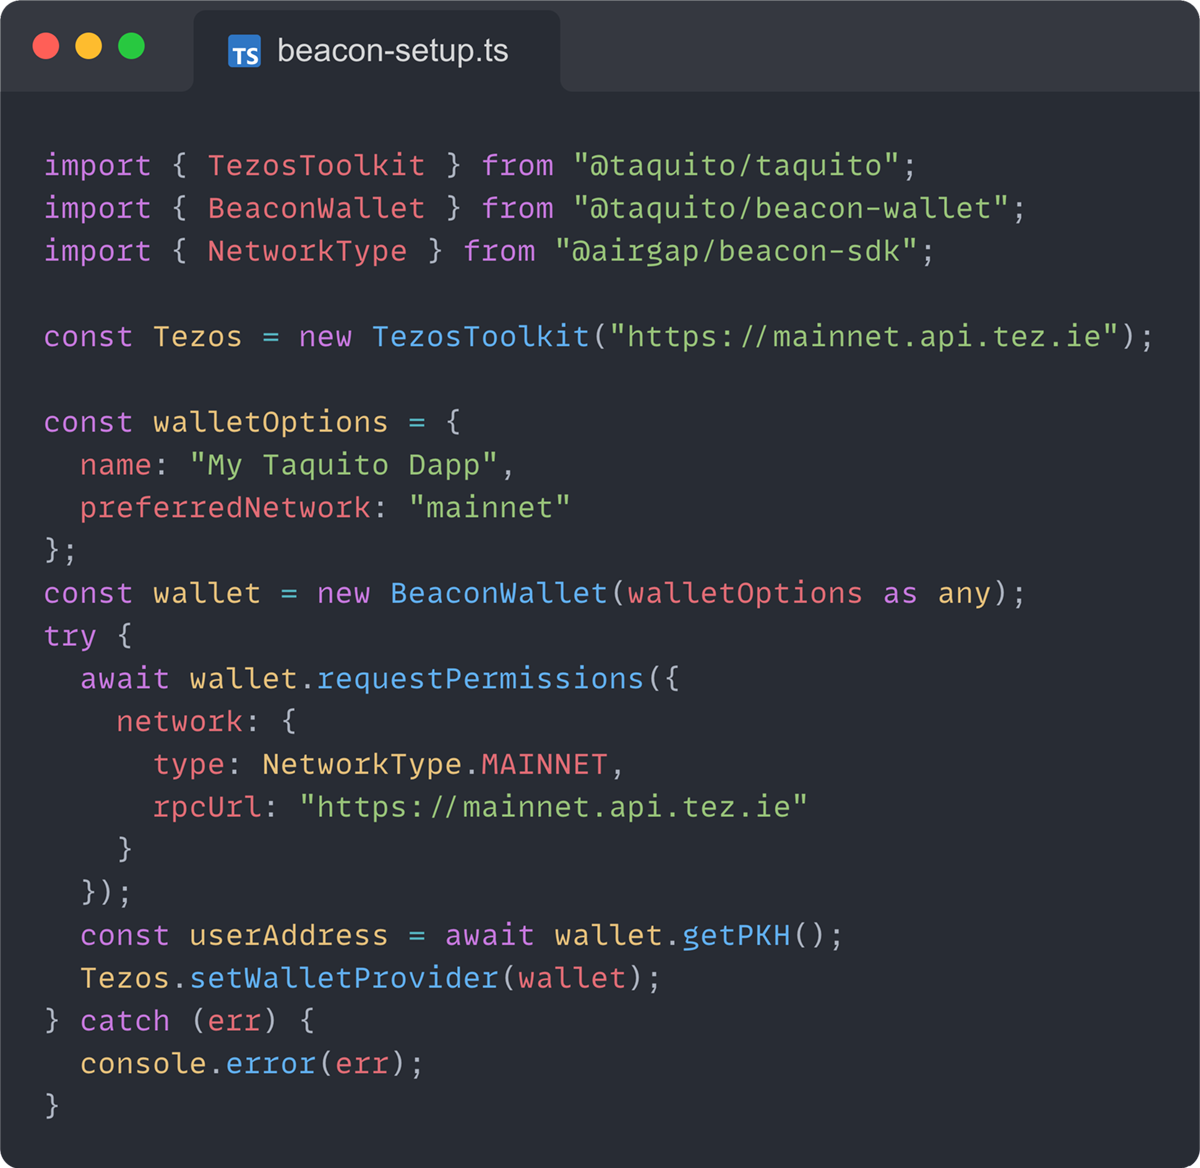 TS beacon-setup.ts
import { TezosToolkit } from "@taquito/taquito";
import { BeaconWallet } from "@taquito/beacon-wallet";
import { NetworkType } from "@airgap/beacon-sdk";
const Tezos = new TezosToolkit("https://mainnet.api.tez.ie");
const walletOptions = {
  name: "My Taquito Dapp",
  preferredNetwork: "mainnet"
};
const wallet = new BeaconWallet(walletOptions as any);
try {
  await wallet.requestPermissions({
    network: {
      type: NetworkType.MAINNET,
      rpcUrl: "https://mainnet.api.tez.ie"
    }
  });
  const userAddress = await wallet.getPKH();
  Tezos.setWalletProvider(wallet);
} catch (err) {
  console.error(err);
}